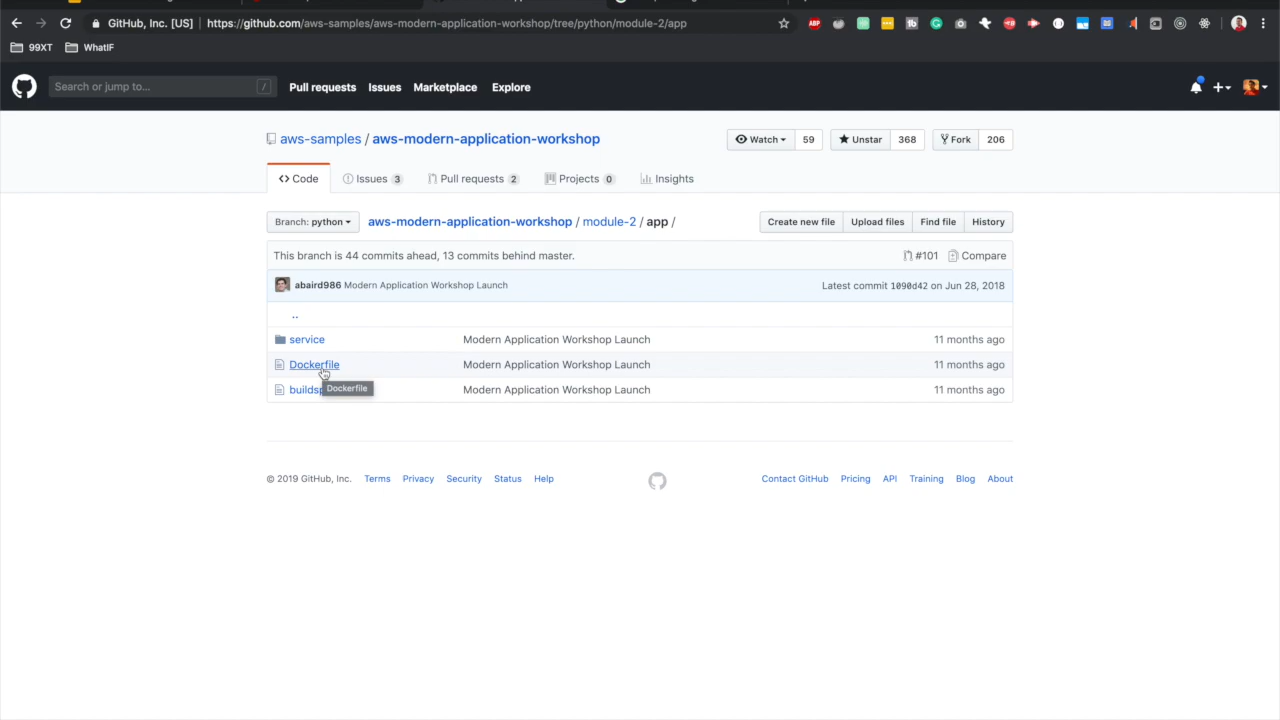 GitHub, Inc. [US] | https://github.com/aws-samples/aws-modern-application-workshop/tree/python/module-2/app
ABP
99XT WhatIF
Search or jump to... / Pull requests Issues Marketplace Explore
aws-samples / aws-modern-application-workshop Watch 59 Unstar 368 Fork 206
Code Issues 3 Pull requests 2 Projects 0 Insights
Branch: python aws-modern-application-workshop / module-2 / app / Create new file Upload files Find file History
This branch is 44 commits ahead, 13 commits behind master. #101 Compare
abaird986 Modern Application Workshop Launch Latest commit 1090d42 on Jun 28, 2018
..
service Modern Application Workshop Launch 11 months ago
Dockerfile Modern Application Workshop Launch 11 months ago
Dockerfile
buildsp Modern Application Workshop Launch 11 months ago
© 2019 GitHub, Inc. Terms Privacy Security Status Help Contact GitHub Pricing API Training Blog About